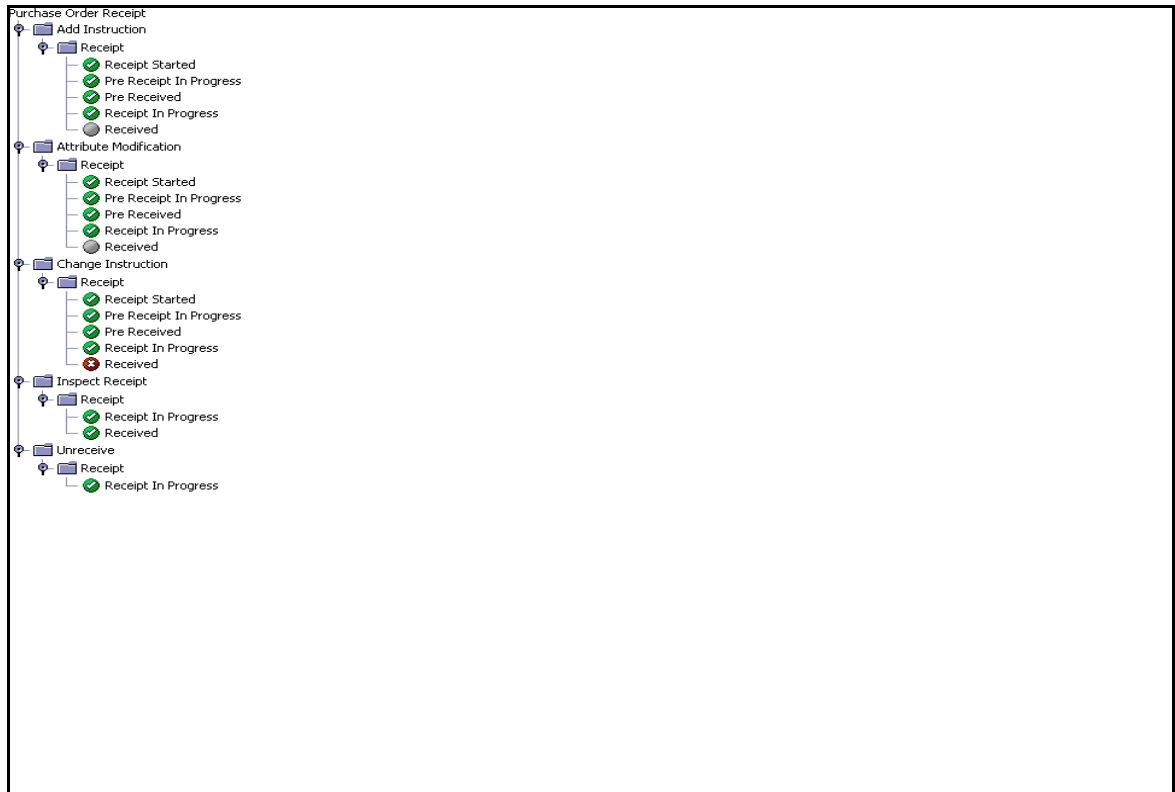 Purchase Order Receipt
Add Instruction
Receipt
Receipt Started
Pre Receipt In Progress
Pre Received
Receipt In Progress
Received
Attribute Modification
Receipt
Receipt Started
Pre Receipt In Progress
Pre Received
Receipt In Progress
Received
Change Instruction
Receipt
Receipt Started
Pre Receipt In Progress
Pre Received
Receipt In Progress
Received
Inspect Receipt
Receipt
Receipt In Progress
Received
Unreceive
Receipt
Receipt In Progress